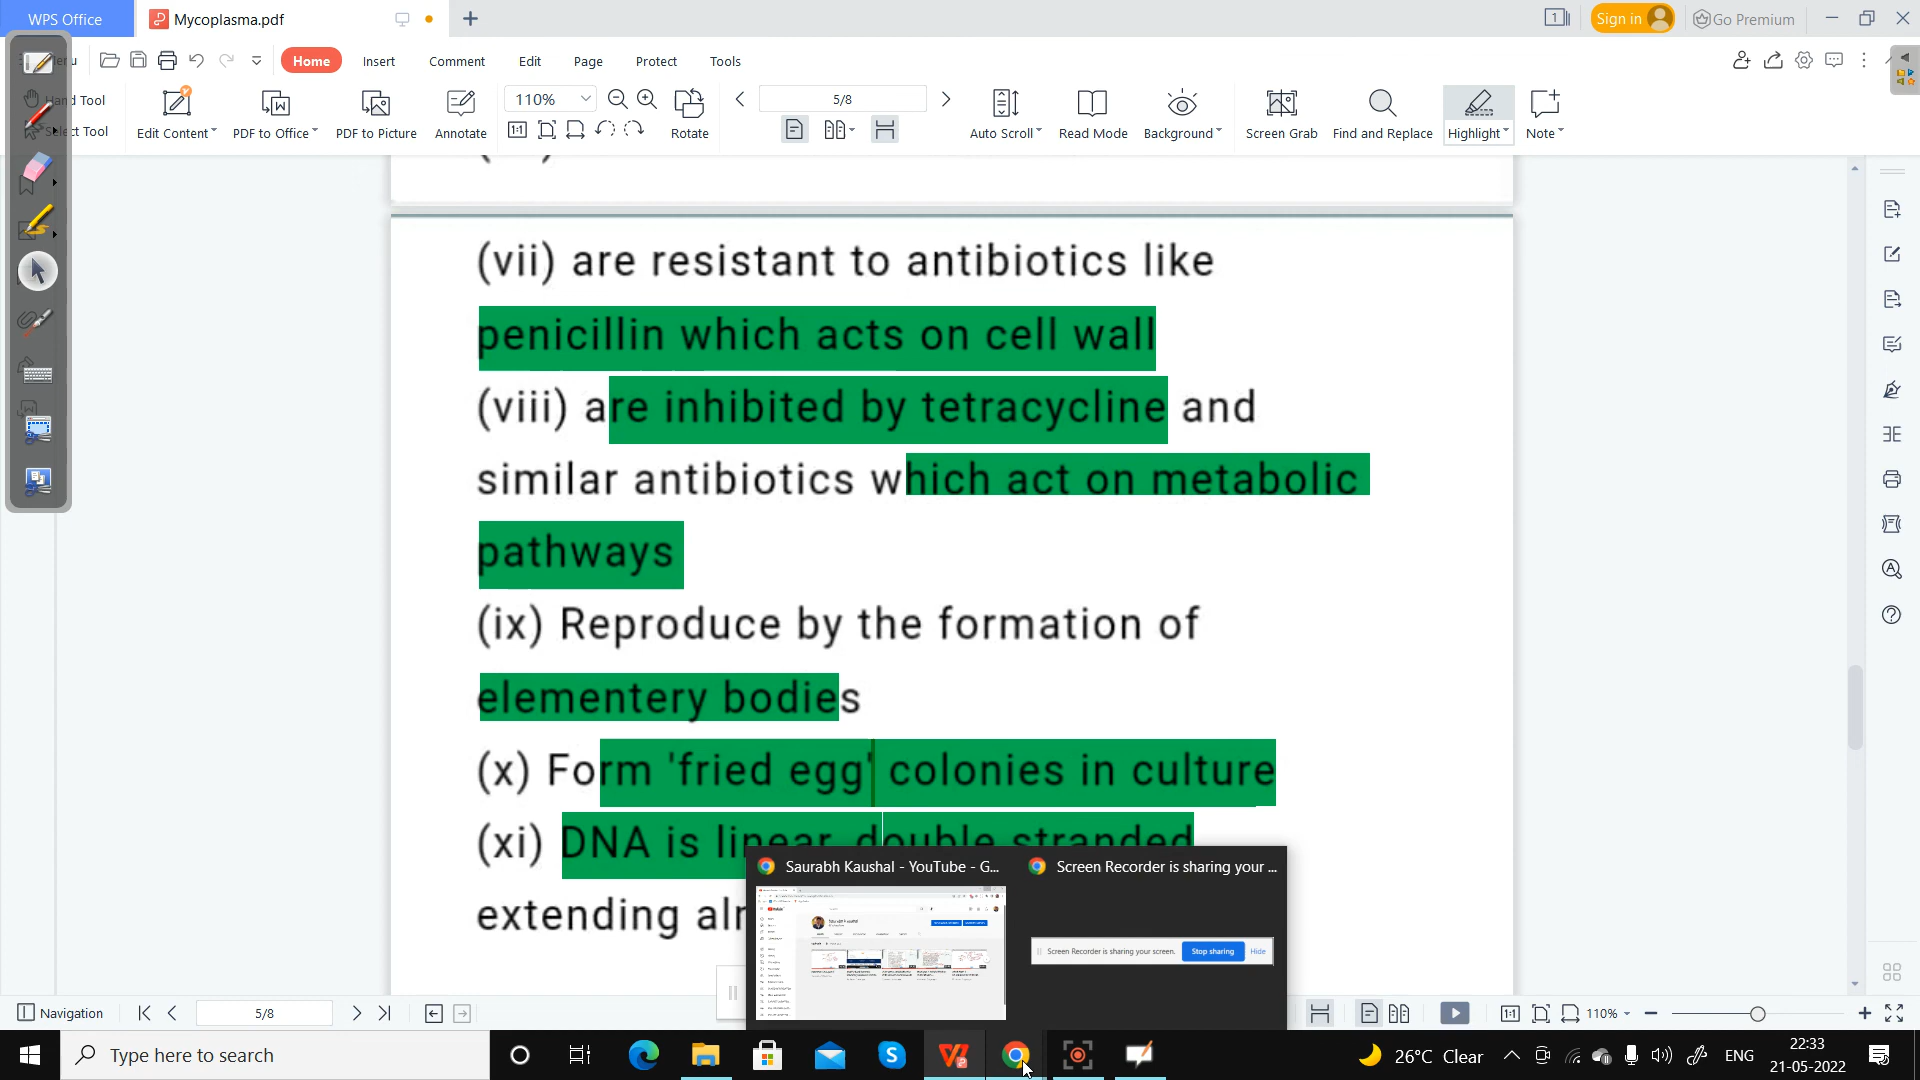 WPS Office
Mycoplasma.pdf
Sign in
Go Premium
Home
Insert
Comment
Edit
Page
Protect
Tools
Hand Tool
Select Tool
Edit Content
PDF to Office
PDF to Picture
Annotate
110%
Rotate
5/8
Auto Scroll
Read Mode
Background
Screen Grab
Find and Replace
Highlight
Note
(vii) are resistant to antibiotics like
penicillin which acts on cell wall
(viii) are inhibited by tetracycline and
similar antibiotics which act on metabolic
pathways
(ix) Reproduce by the formation of
elementery bodies
(x) Form 'fried egg' colonies in culture
(xi) DNA is linear, double stranded
extending
Saurabh Kaushal - YouTube - G...
Screen Recorder is sharing your ...
Screen Recorder is sharing your screen.
Stop sharing
Hide
Navigation
5/8
110%
Type here to search
26°C Clear
ENG
22:33
21-05-2022